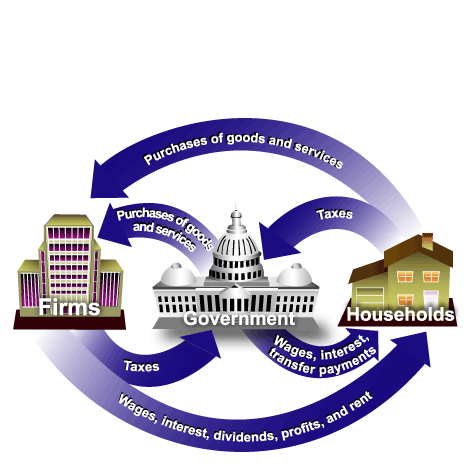 Purchases of goods and services
Purchases of goods
and services
Taxes
Firms
Government
Households
Taxes
Wages, interest,
transfer payments
Wages, interest, dividends, profits, and rent